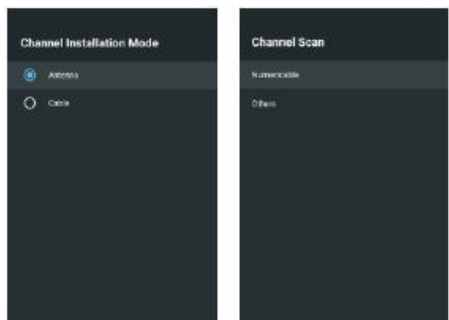 Channel Installation Mode
Antenna
Cable
Channel Scan
Numericable
Others